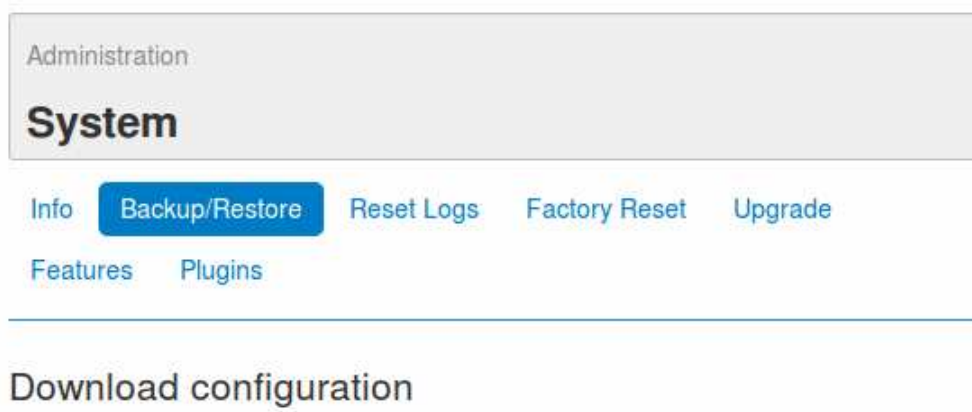 Administration
System
Info Backup/Restore Reset Logs Factory Reset Upgrade
Features Plugins
Download configuration